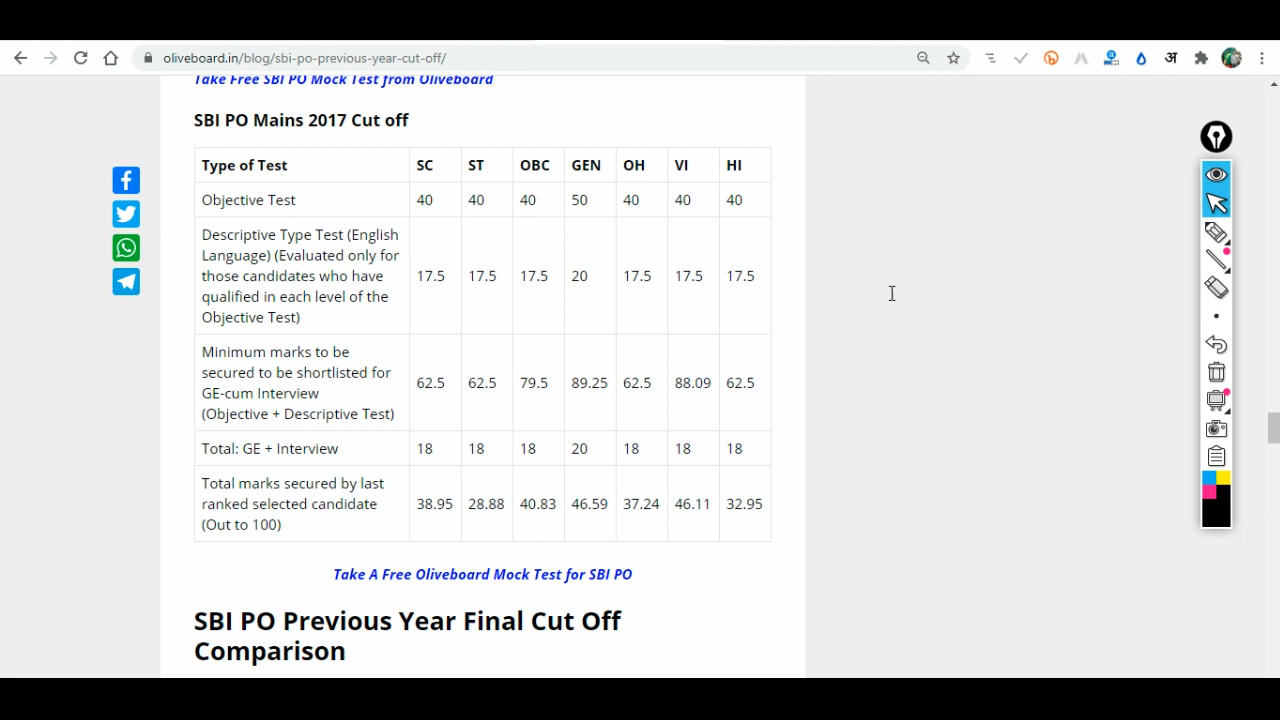 oliveboard.in/blog/sbi-po-previous-year-cut-off/
अ
Take Free SBI PO Mock Test from Oliveboard
SBI PO Mains 2017 Cut off
Type of Test SC ST OBC GEN OH VI HI
Objective Test 40 40 40 50 40 40 40
Descriptive Type Test (English
Language) (Evaluated only for
those candidates who have 17.5 17.5 17.5 20 17.5 17.5 17.5
qualified in each level of the
Objective Test)
Minimum marks to be
secured to be shortlisted for 62.5 62.5 79.5 89.25 62.5 88.09 62.5
GE-cum Interview
(Objective + Descriptive Test)
Total: GE + Interview 18 18 18 20 18 18 18
Total marks secured by last
ranked selected candidate 38.95 28.88 40.83 46.59 37.24 46.11 32.95
(Out to 100)
Take A Free Oliveboard Mock Test for SBI PO
SBI PO Previous Year Final Cut Off
Comparison